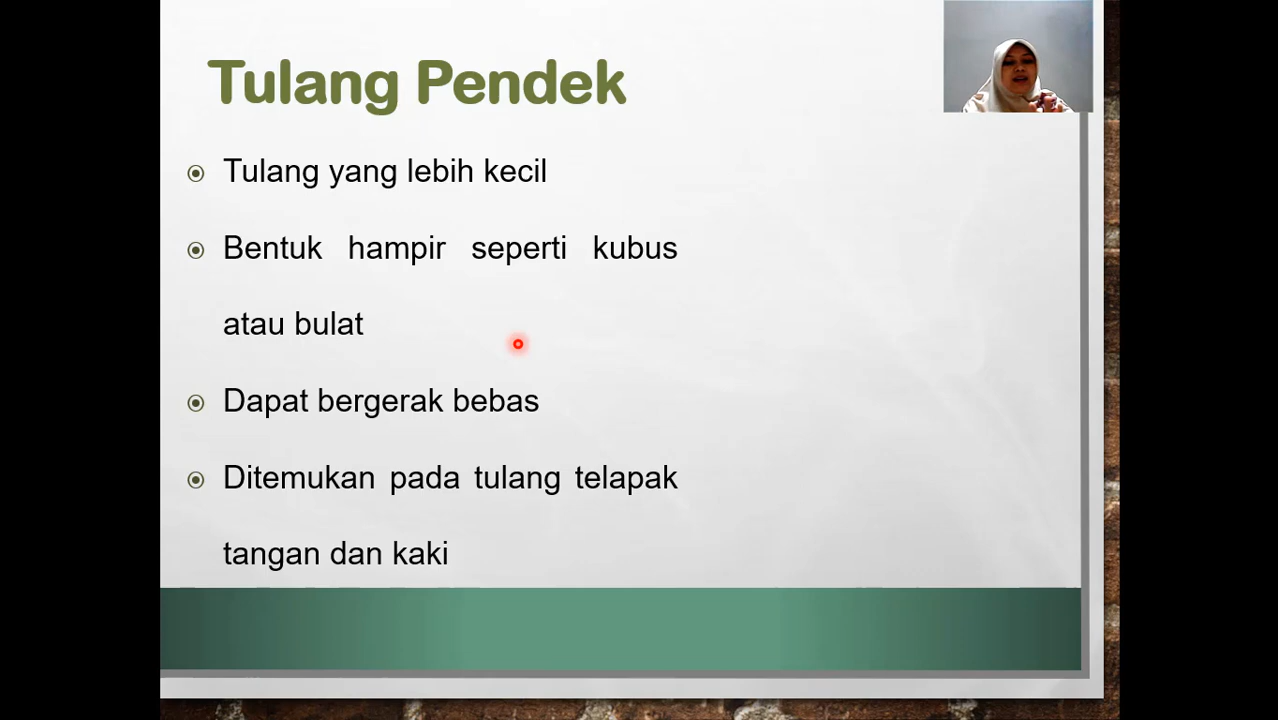 Tulang Pendek
Tulang yang lebih kecil
Bentuk hampir seperti kubus
atau bulat
Dapat bergerak bebas
Ditemukan pada tulang telapak
tangan dan kaki